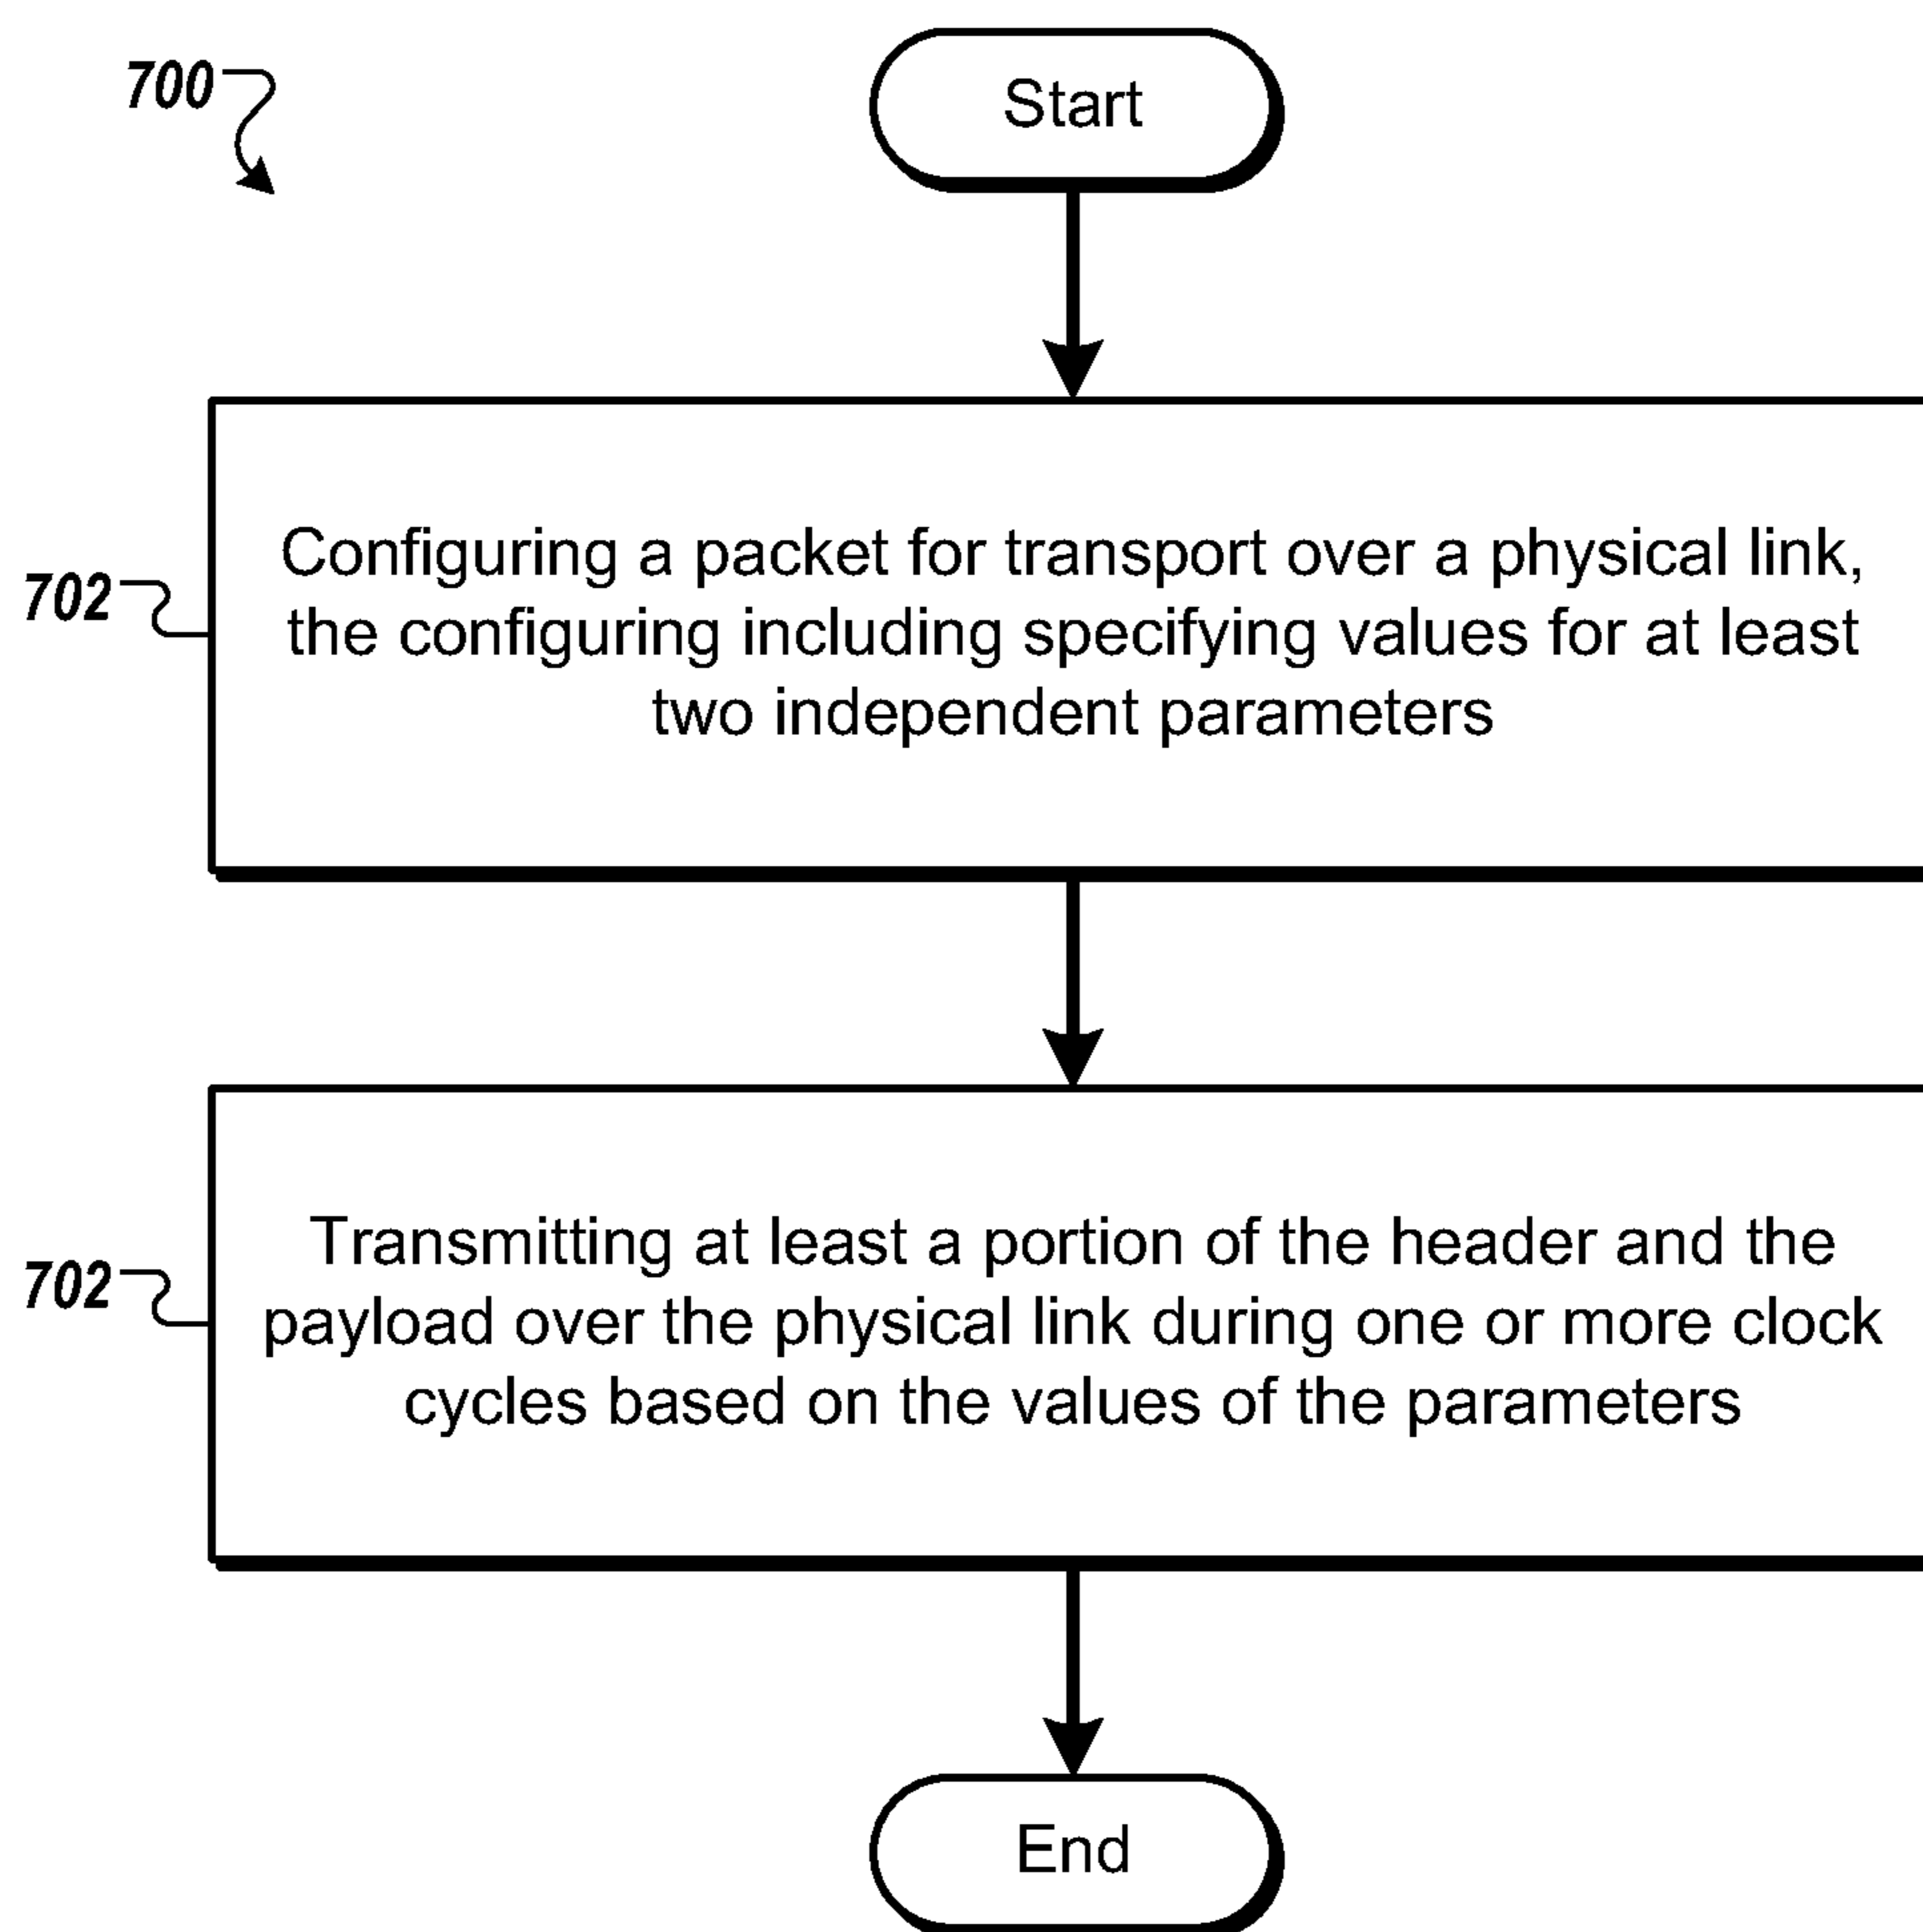 700
Start
702
Configuring a packet for transport over a physical link,
the configuring including specifying values for at least
two independent parameters
702
Transmitting at least a portion of the header and the
payload over the physical link during one or more clock
cycles based on the values of the parameters
End